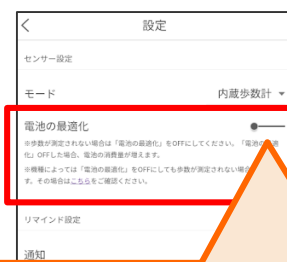 設定
センサー設定
モード 内蔵歩数計
電池の最適化
※歩数が測定されない場合は「電池の最適化」をOFFにしてください。「電池の
化」OFFした場合、電池の消費量が増えます。
※機種によっては「電池の最適化」をOFFにしても歩数が測定されない場合
す。その場合はこちらをご確認ください。
リマインド設定
通知